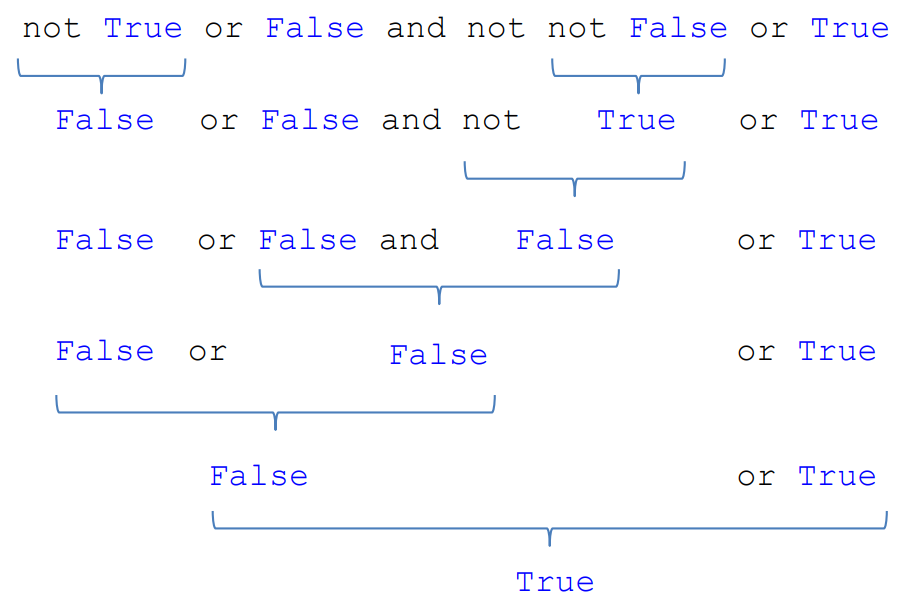 not True or False and not not False or True
False or False and not True or True
False or False and False or True
False or False or True
False or True
True